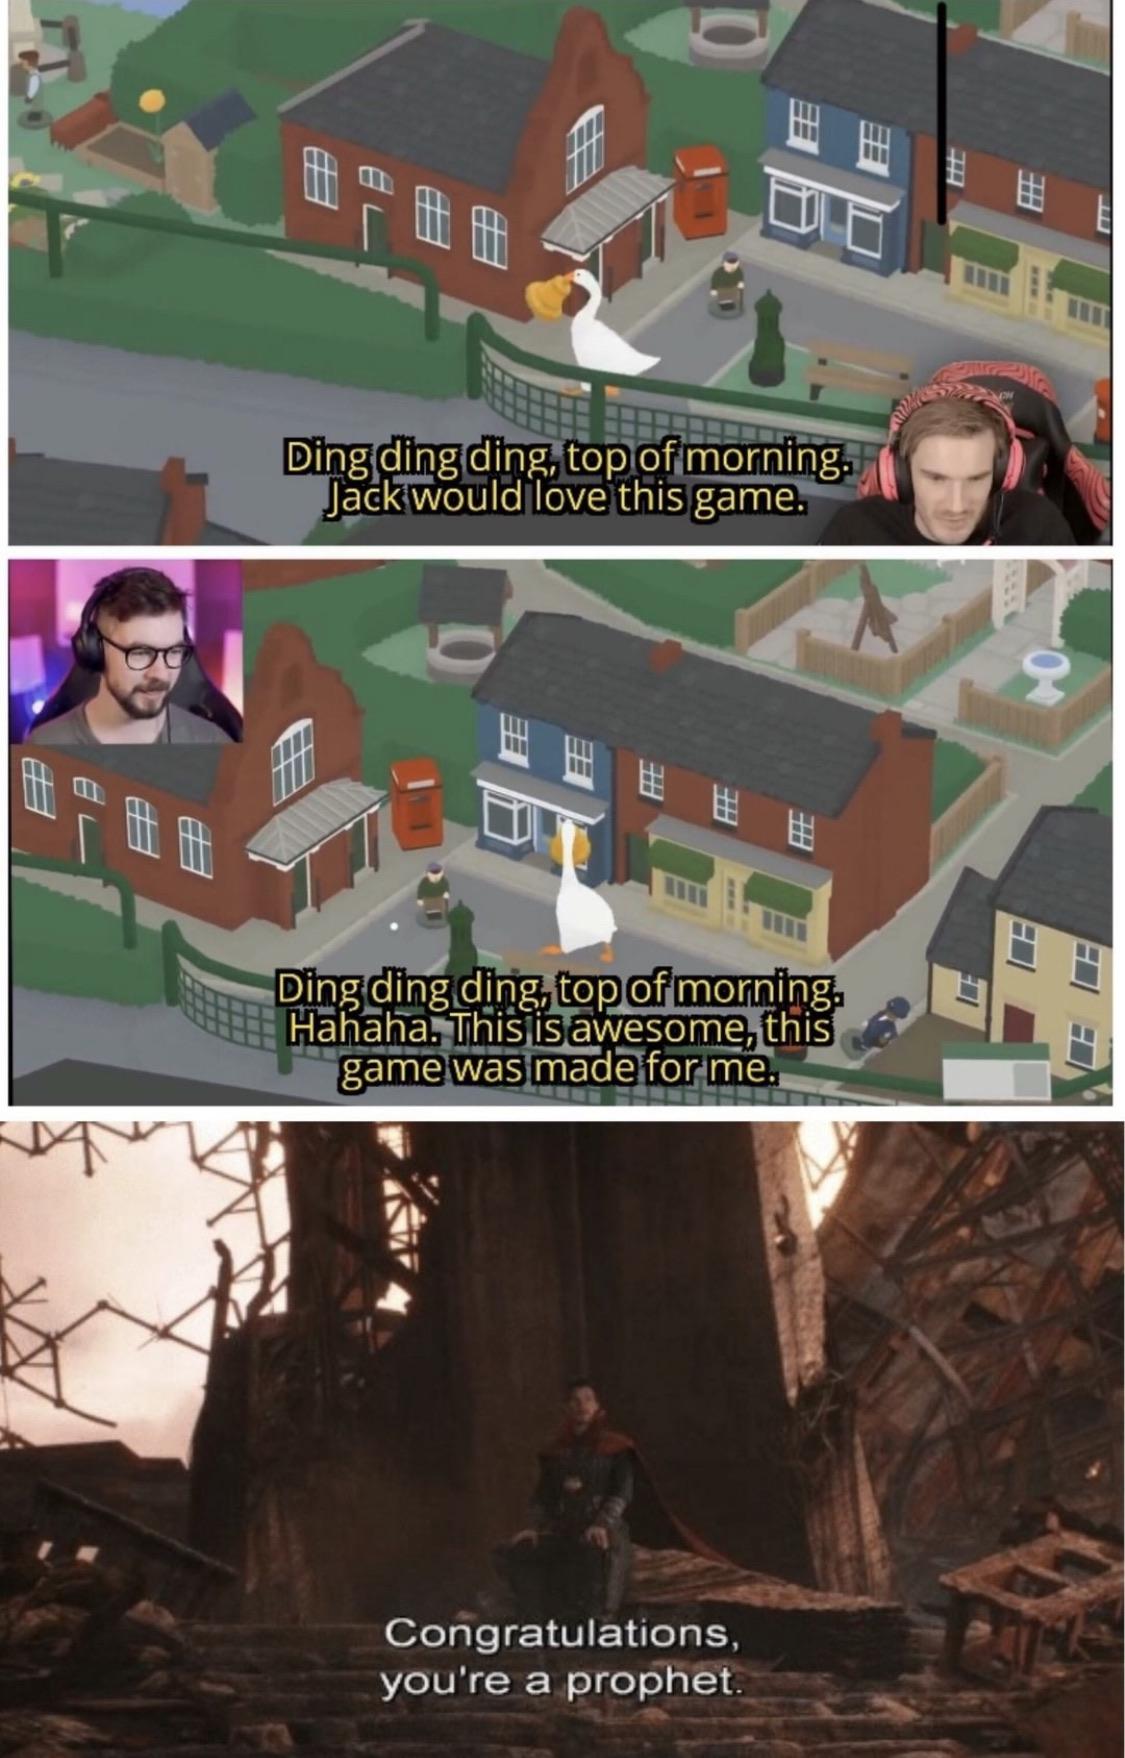 Ding ding ding, top of morning.
Jack would love this game.
Ding ding ding, top of morning.
Hahaha. This is awesome, this
game was made for me.
Congratulations,
you're a prophet.